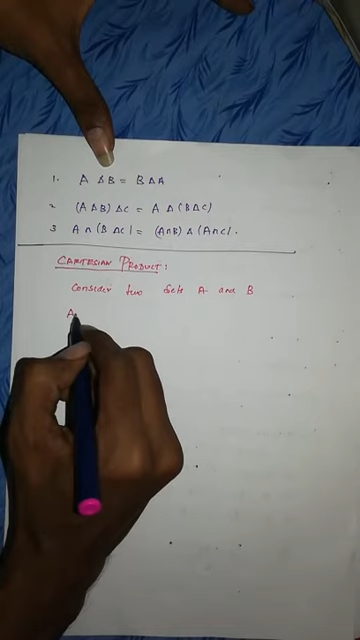 1. A Δ B = B Δ A
2. (A Δ B) Δ C = A Δ (B Δ C)
3 A ∩ (B Δ C) = (A∩B) Δ (A∩C).
CARTESIAN PRODUCT:
Consider two sets A and B
A